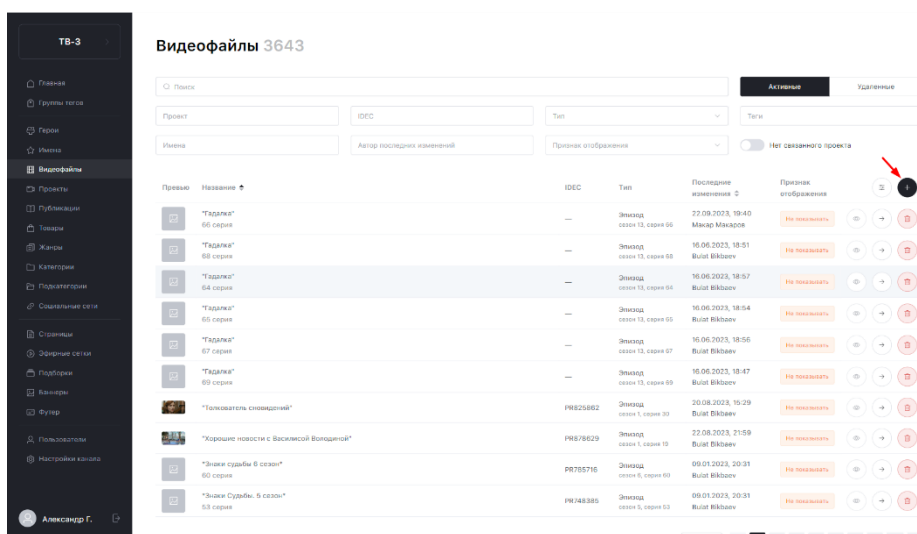 ТВ-3
Видеофайлы 3643
Главная
Группы тегов
Герои
Имена
Видеофайлы
Проекты
Публикации
Товары
Жанры
Категории
Подкатегории
Социальные сети
Страницы
Эфирные сетки
Подборки
Баннеры
Футер
Пользователи
Настройки канала
Александр Г.
Поиск
Активные Удаленные
Проект IDEC Тип Теги
Имена Автор последних изменений Признак отображения Нет связанного проекта
Превью Название IDEC Тип Последние изменения Признак отображения
"Гадалка"
66 серия
— Эпизод
сезон 13, серия 66
22.09.2023, 19:40
Макар Макаров
Не показывать
"Гадалка"
68 серия
— Эпизод
сезон 13, серия 68
16.06.2023, 18:51
Bulat Bikbaev
Не показывать
"Гадалка"
64 серия
— Эпизод
сезон 13, серия 64
16.06.2023, 18:57
Bulat Bikbaev
Не показывать
"Гадалка"
65 серия
— Эпизод
сезон 13, серия 65
16.06.2023, 18:54
Bulat Bikbaev
Не показывать
"Гадалка"
67 серия
— Эпизод
сезон 13, серия 67
16.06.2023, 18:56
Bulat Bikbaev
Не показывать
"Гадалка"
69 серия
— Эпизод
сезон 13, серия 69
16.06.2023, 18:47
Bulat Bikbaev
Не показывать
"Толкователь сновидений"
PR825862
Эпизод
сезон 1, серия 30
20.08.2023, 15:29
Bulat Bikbaev
Не показывать
"Хорошие новости с Василисой Володиной"
PR878629
Эпизод
сезон 1, серия 19
22.08.2023, 21:59
Bulat Bikbaev
Не показывать
"Знаки судьбы 6 сезон"
60 серия
PR765716
Эпизод
сезон 6, серия 60
09.01.2023, 20:31
Bulat Bikbaev
Не показывать
"Знаки Судьбы. 5 сезон"
53 серия
PR748385
Эпизод
сезон 5, серия 53
09.01.2023, 20:31
Bulat Bikbaev
Не показывать